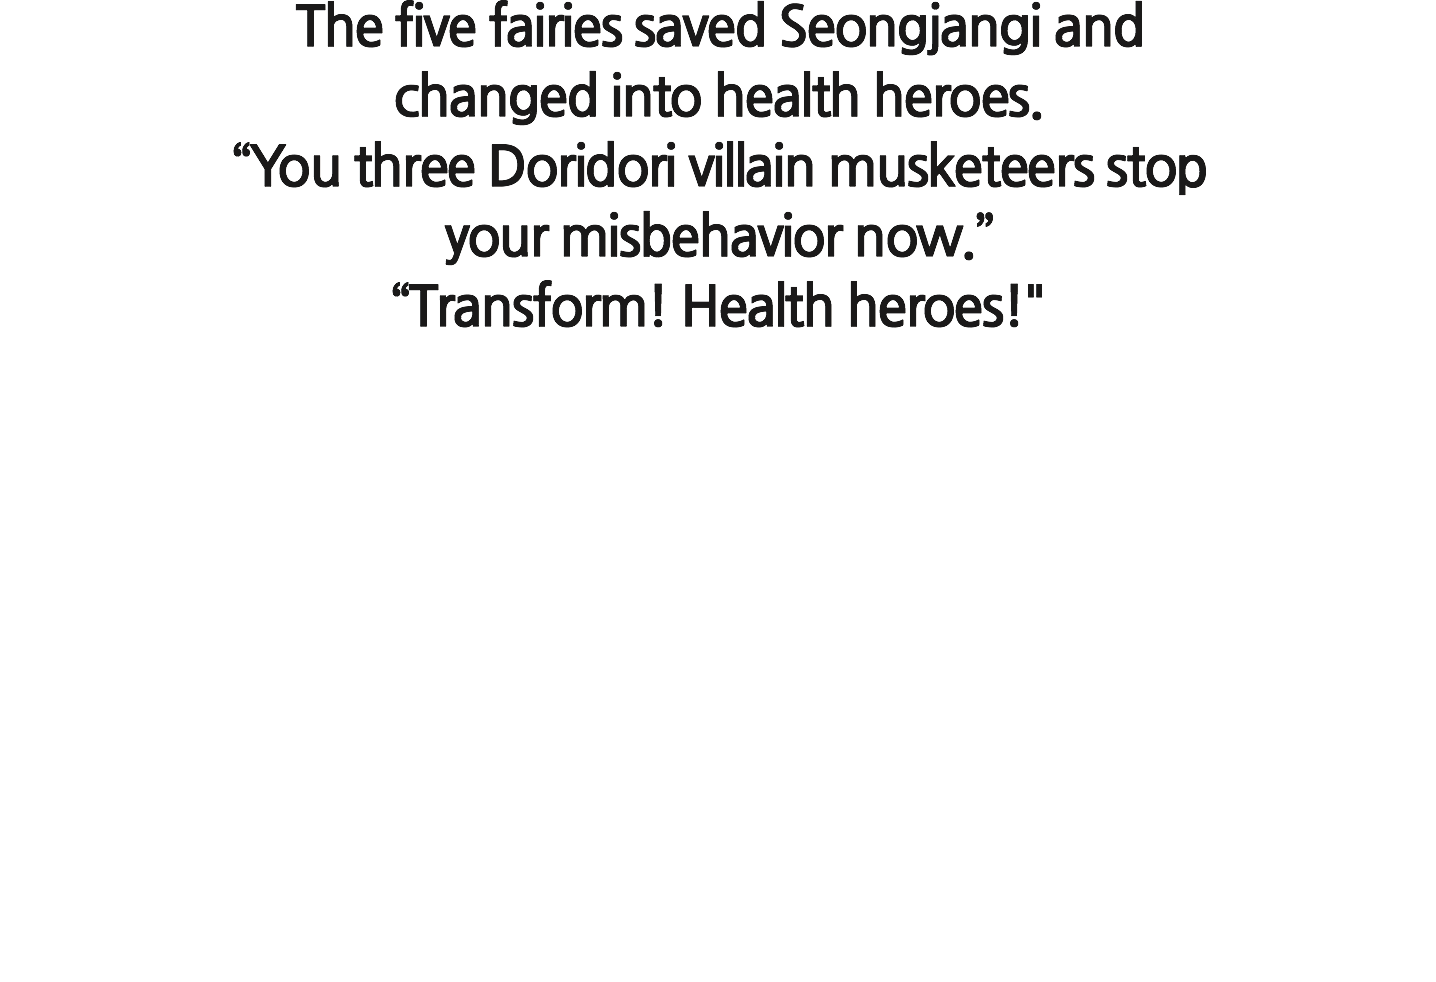 The five fairies saved Seongjangi and
changed into health heroes.
“You three Doridori villain musketeers stop
your misbehavior now.”
“Transform! Health heroes!"